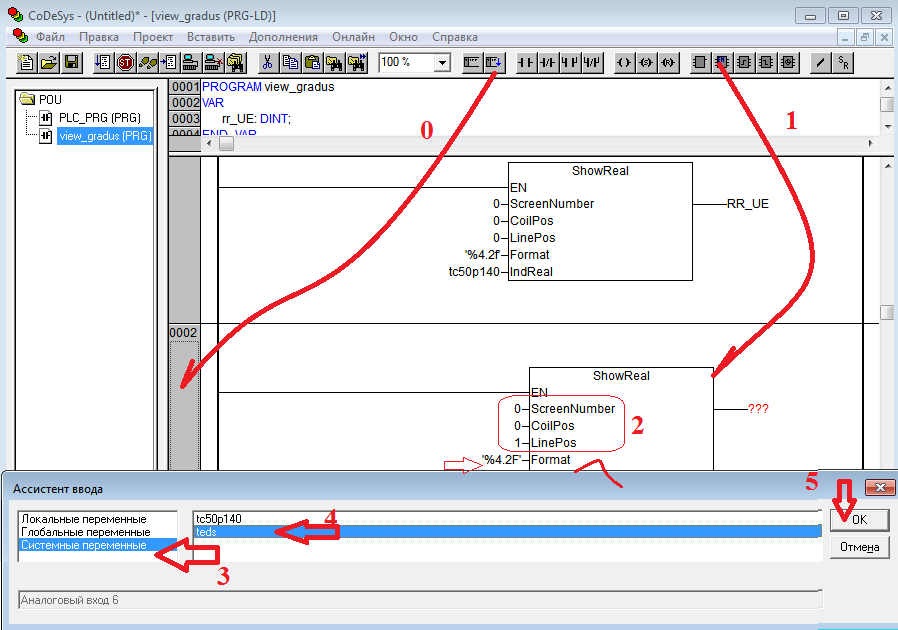 CoDeSys - (Untitled)* - [view_gradus (PRG-LD)]
Файл Правка Проект Вставить Дополнения Онлайн Окно Справка
100 %
POU
PLC_PRG (PRG)
view_gradus (PRG)
0001 PROGRAM view_gradus
0002 VAR
0003 rr_UE: DINT;
0004 END_VAR
0
1
ShowReal
EN
0 ScreenNumber RR_UE
0 CoilPos
0 LinePos
'%4.2f' Format
tc50p140 IndReal
0002
ShowReal
EN
0 ScreenNumber ???
0 CoilPos 2
1 LinePos
'%4.2F' Format
Ассистент ввода
5
Локальные переменные
Глобальные переменные
Системные переменные
3
tc50p140
teds
4
OK
Отмена
Аналоговый вход 6